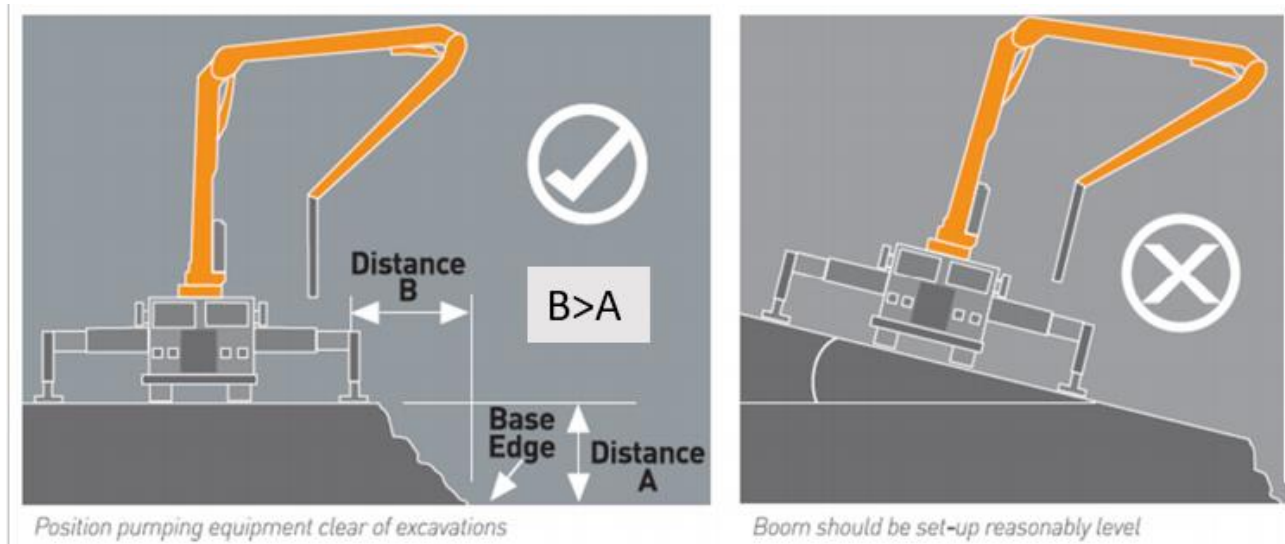 Distance
B
B>A
Base
Edge
Distance
A
Position pumping equipment clear of excavations
Boom should be set-up reasonably level